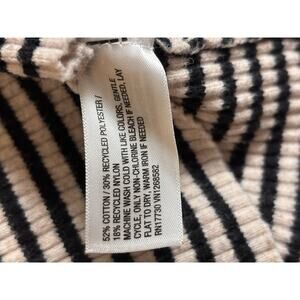 52% COTTON / 30% RECYCLED POLYESTER /
18% RECYCLED NYLON
MACHINE WASH COLD WITH LIKE COLORS, GENTLE
CYCLE, ONLY NON-CHLORINE BLEACH IF NEEDED, LAY
FLAT TO DRY, WARM IRON IF NEEDED
RN17730 VN1268582